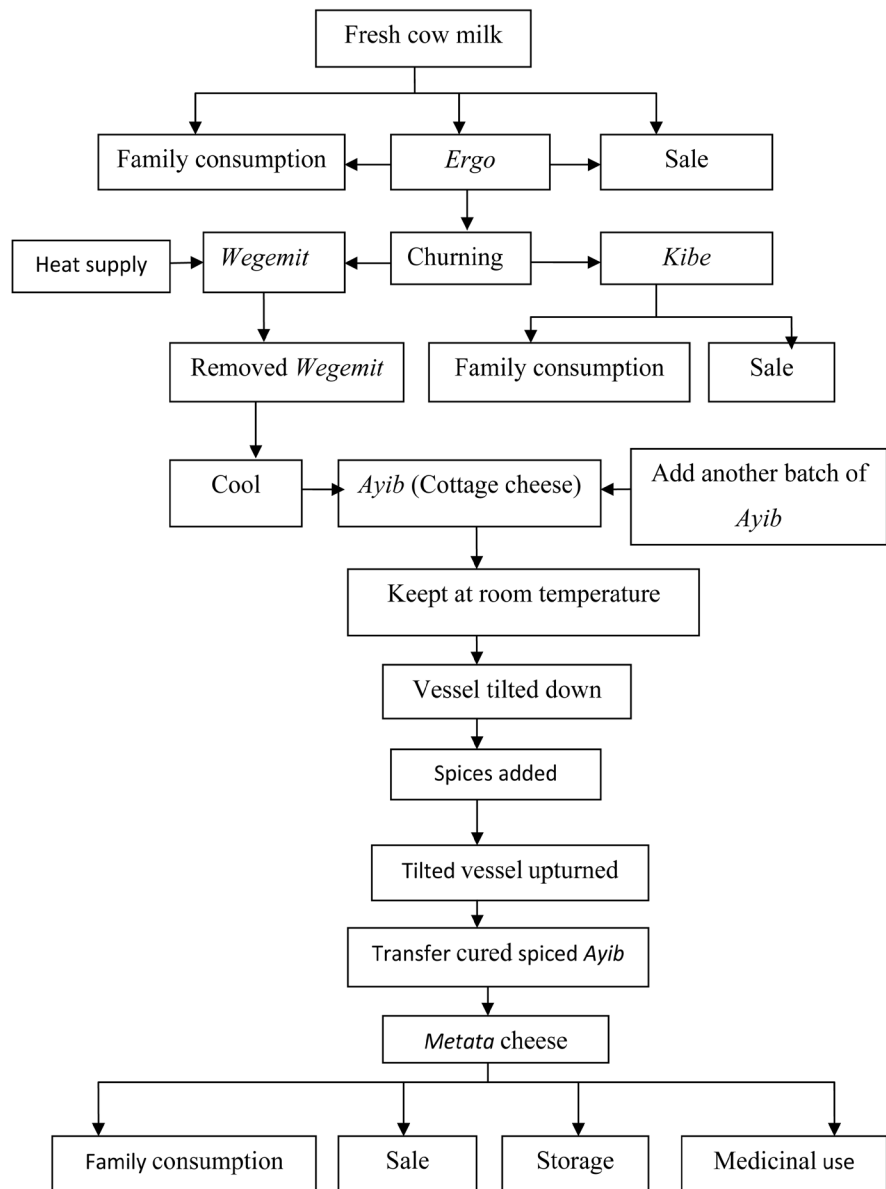 Fresh cow milk
Family consumption
Ergo
Sale
Heat supply
Wegemit
Churning
Kibe
Removed Wegemit
Family consumption
Sale
Cool
Ayib (Cottage cheese)
Add another batch of
Ayib
Keept at room temperature
Vessel tilted down
Spices added
Tilted vessel upturned
Transfer cured spiced Ayib
Metata cheese
Family consumption
Sale
Storage
Medicinal use